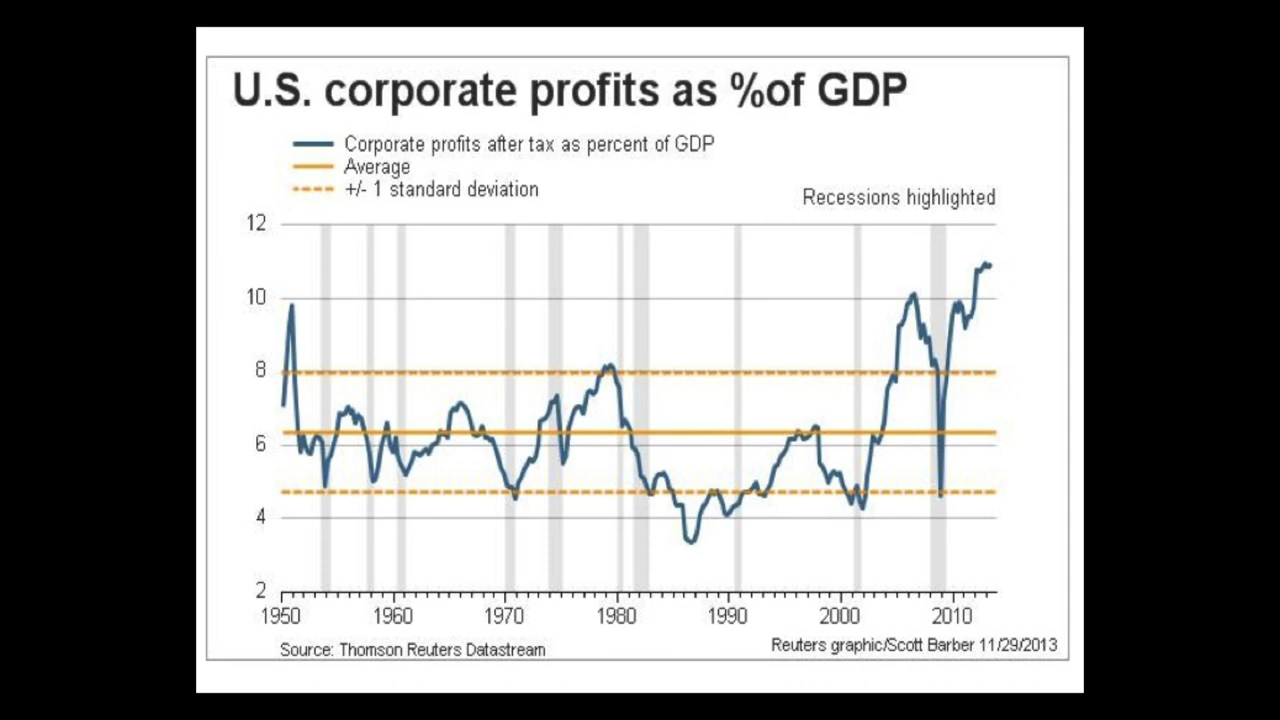 U.S. corporate profits as %of GDP
Corporate profits after tax as percent of GDP
Average
+/- 1 standard deviation
Recessions highlighted
12
10
8
6
4
2
1950 1960 1970 1980 1990 2000 2010
Source: Thomson Reuters Datastream
Reuters graphic/Scott Barber 11/29/2013